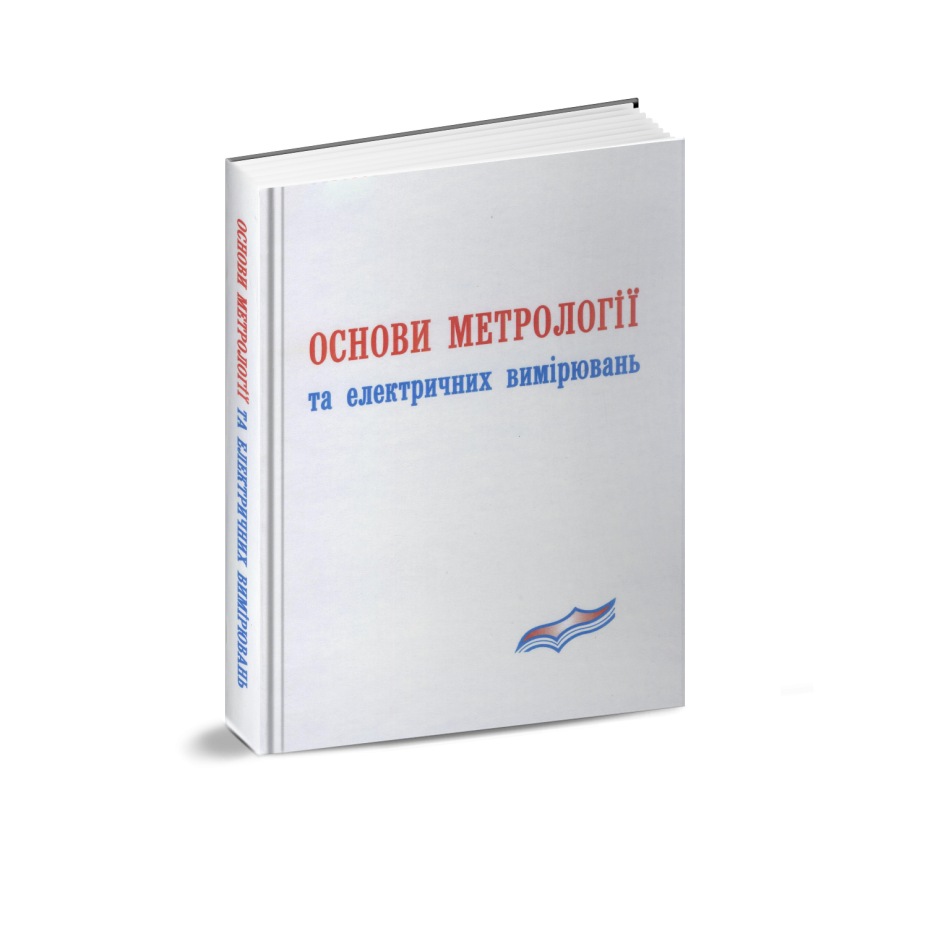 ОСНОВИ МЕТРОЛОГІЇ ТА ЕЛЕКТРИЧНИХ ВИМІРЮВАНЬ
ОСНОВИ МЕТРОЛОГІЇ
та електричних вимірювань